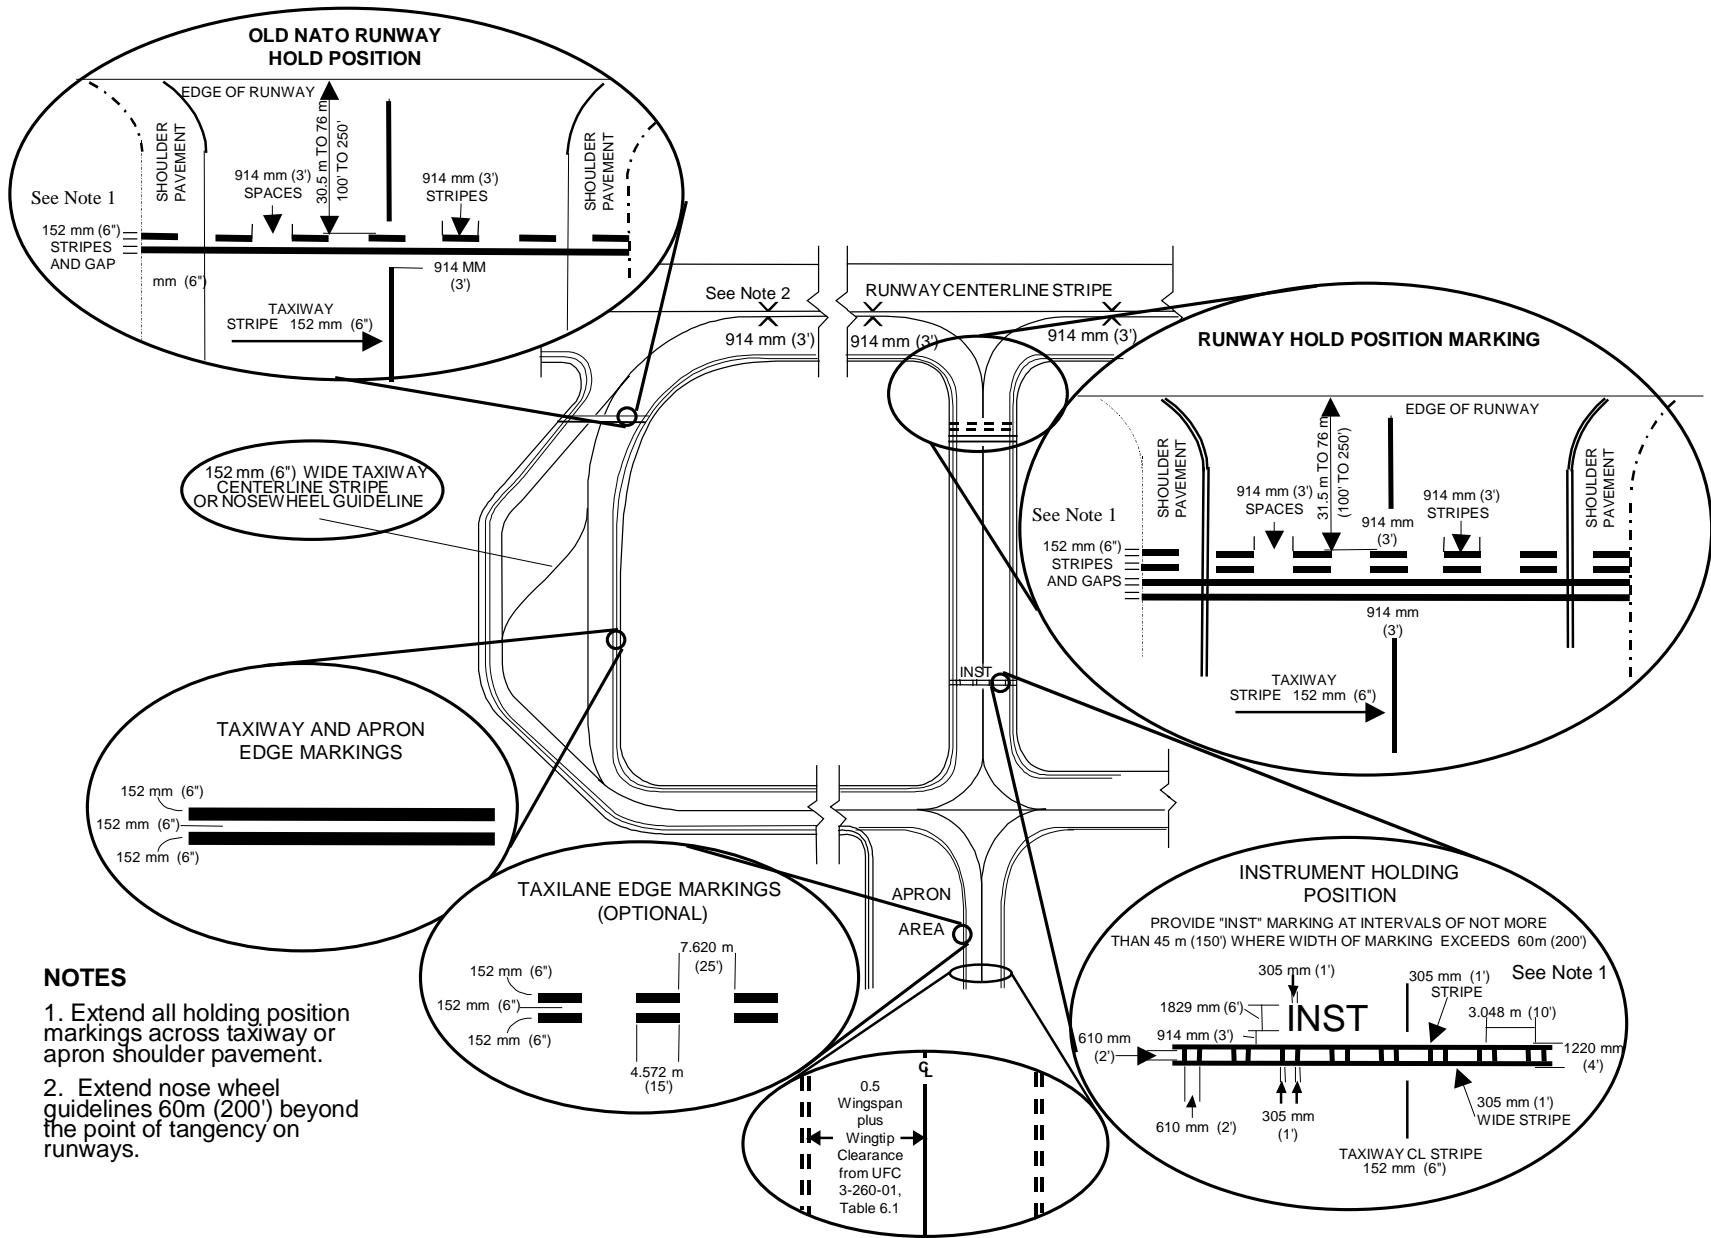 OLD NATO RUNWAY
HOLD POSITION
EDGE OF RUNWAY
SHOULDER
PAVEMENT
30.5 m TO 76 m
100' TO 250'
SHOULDER
PAVEMENT
914 mm (3')
SPACES
914 mm (3')
STRIPES
See Note 1
152 mm (6")
STRIPES
AND GAP
mm (6")
914 MM
(3')
TAXIWAY
STRIPE 152 mm (6")
See Note 2
RUNWAY CENTERLINE STRIPE
914 mm (3')
914 mm (3')
914 mm (3')
RUNWAY HOLD POSITION MARKING
EDGE OF RUNWAY
SHOULDER
PAVEMENT
31.5 m TO 76 m
(100' TO 250')
SHOULDER
PAVEMENT
914 mm (3')
SPACES
914 mm (3')
STRIPES
914 mm
(3')
See Note 1
152 mm (6")
STRIPES
AND GAPS
914 mm
(3')
TAXIWAY
STRIPE 152 mm (6")
152 mm (6") WIDE TAXIWAY
CENTERLINE STRIPE
OR NOSEWHEEL GUIDELINE
INST
TAXIWAY AND APRON
EDGE MARKINGS
152 mm (6")
152 mm (6")
152 mm (6")
TAXILANE EDGE MARKINGS
(OPTIONAL)
7.620 m
(25')
152 mm (6")
152 mm (6")
152 mm (6")
4.572 m
(15')
APRON
AREA
INSTRUMENT HOLDING
POSITION
PROVIDE "INST" MARKING AT INTERVALS OF NOT MORE
THAN 45 m (150') WHERE WIDTH OF MARKING EXCEEDS 60m (200')
305 mm (1')
305 mm (1')
STRIPE
See Note 1
1829 mm (6')
INST
3.048 m (10')
914 mm (3')
610 mm
(2')
1220 mm
(4')
610 mm (2')
305 mm
(1')
305 mm (1')
WIDE STRIPE
TAXIWAY CL STRIPE
152 mm (6")
CL
0.5
Wingspan
plus
Wingtip
Clearance
from UFC
3-260-01,
Table 6.1
NOTES
1. Extend all holding position
markings across taxiway or
apron shoulder pavement.
2. Extend nose wheel
guidelines 60m (200') beyond
the point of tangency on
runways.